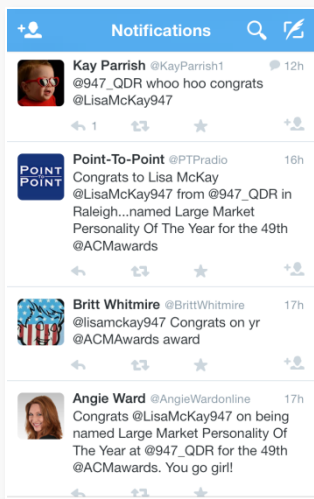 Notifications
Kay Parrish @KayParrish1 12h
@947_QDR whoo hoo congrats
@LisaMcKay947
1
POINT
TO
POINT
Point-To-Point @PTPradio 16h
Congrats to Lisa McKay
@LisaMcKay947 from @947_QDR in
Raleigh...named Large Market
Personality Of The Year for the 49th
@ACMawards
Britt Whitmire @BrittWhitmire 17h
@lisamckay947 Congrats on yr
@ACMAwards award
Angie Ward @AngieWardonline 17h
Congrats @LisaMcKay947 on being
named Large Market Personality Of
The Year at @947_QDR for the 49th
@ACMawards. You go girl!